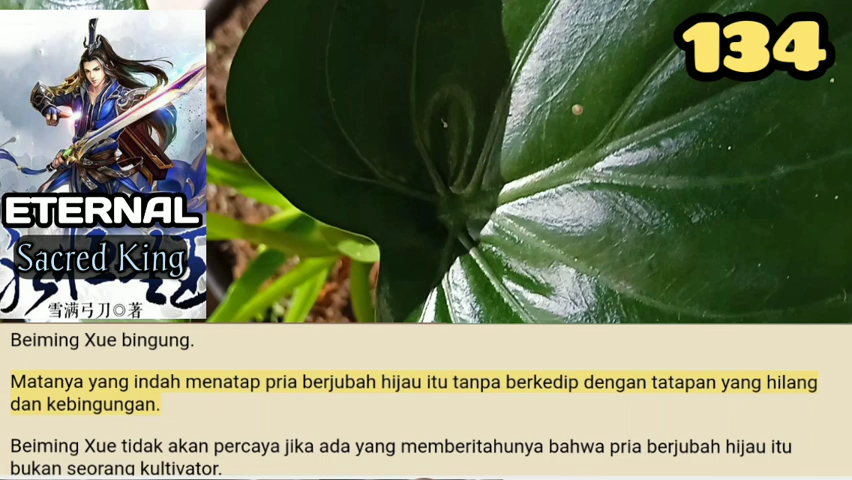 134
ETERNAL
Sacred King
雪满弓刀◎著
Beiming Xue bingung.
Matanya yang indah menatap pria berjubah hijau itu tanpa berkedip dengan tatapan yang hilang
dan kebingungan.
Beiming Xue tidak akan percaya jika ada yang memberitahunya bahwa pria berjubah hijau itu
bukan seorang kultivator.